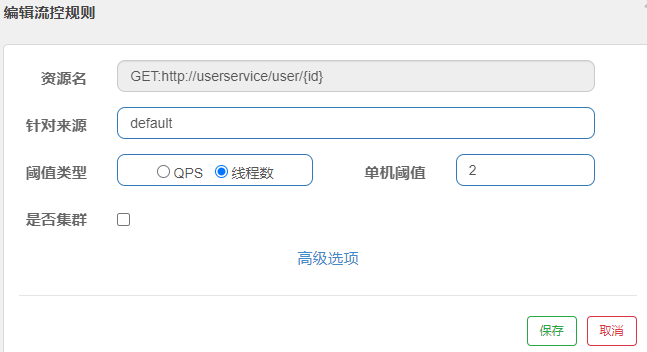 编辑流控规则
资源名 GET:http://userservice/user/{id}
针对来源 default
阈值类型 QPS 线程数 单机阈值 2
是否集群
高级选项
保存 取消